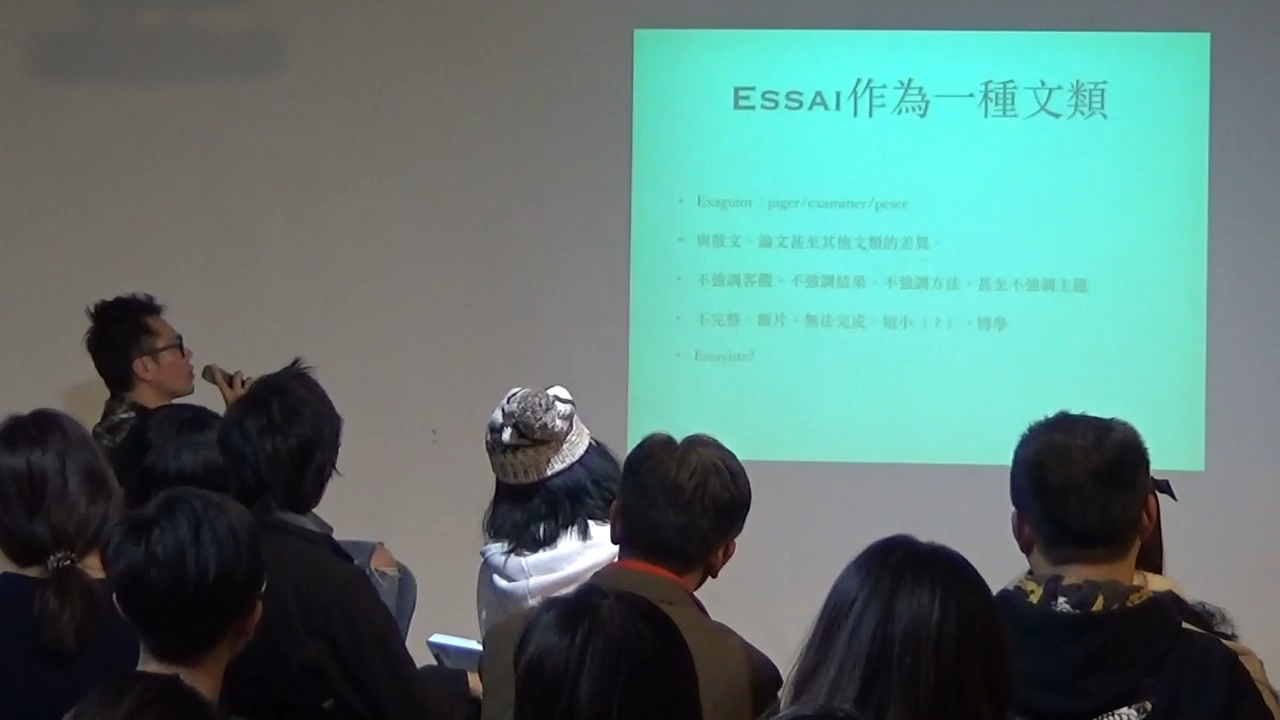 ESSAI作為一種文類
Exagium：juger/examiner/peser
與散文、論文甚至其他文類的差異。
不強調客觀、不強調結果、不強調方法，甚至不強調主題
不完整、斷片、無法完成、短小（？）、博學
Essayiste?